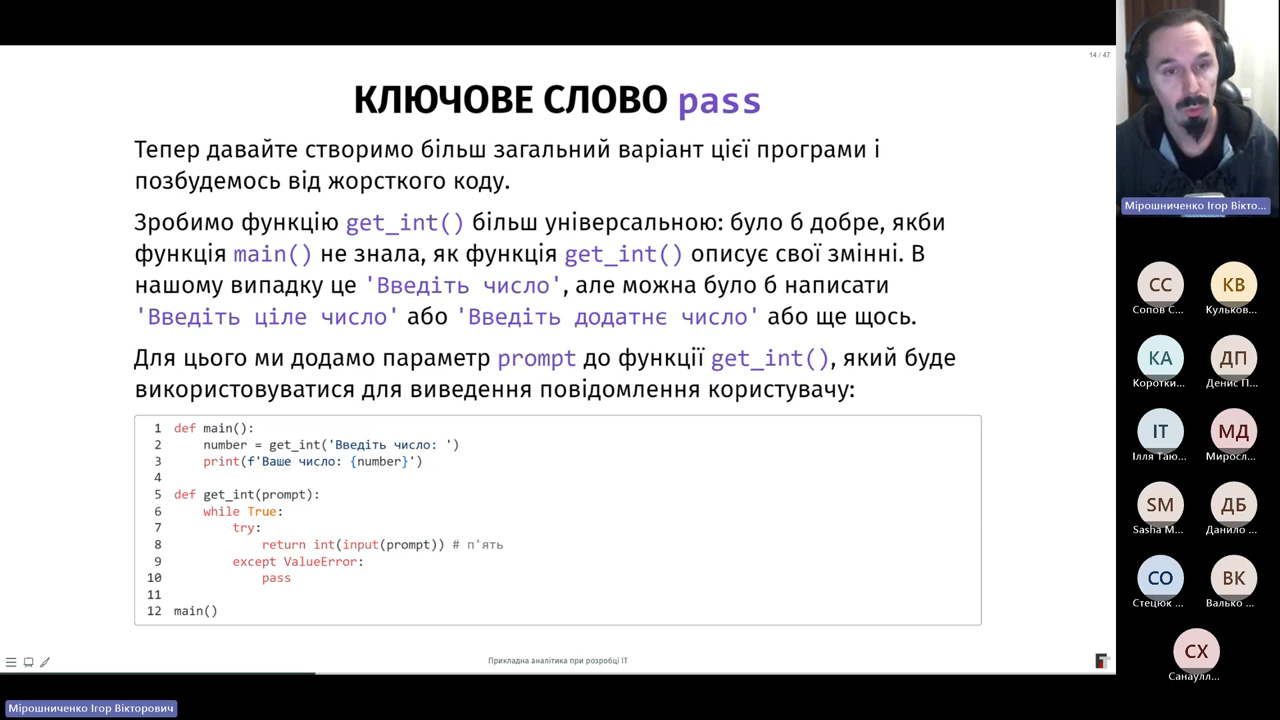 14 / 47
КЛЮЧОВЕ СЛОВО pass
Тепер давайте створимо більш загальний варіант цієї програми і
позбудемось від жорсткого коду.
Зробимо функцію get_int() більш універсальною: було б добре, якби
функція main() не знала, як функція get_int() описує свої змінні. В
нашому випадку це 'Введіть число', але можна було б написати
'Введіть ціле число' або 'Введіть додатнє число' або ще щось.
Для цього ми додамо параметр prompt до функції get_int(), який буде
використовуватися для виведення повідомлення користувачу:
1 def main():
2     number = get_int('Введіть число: ')
3     print(f'Ваше число: {number}')
4
5 def get_int(prompt):
6     while True:
7         try:
8             return int(input(prompt)) # п'ять
9         except ValueError:
10             pass
11
12 main()
Прикладна аналітика при розробці ІТ
Мірошниченко Ігор Вікторович
Мірошниченко Ігор Вікто...
СС
Сопов С...
КВ
Кульков...
КА
Коротки...
ДП
Денис П...
ІТ
Ілля Таю...
МД
Миросл...
SM
Sasha M...
ДБ
Данило ...
СО
Стецюк ...
ВК
Валько ...
СХ
Санаулл...